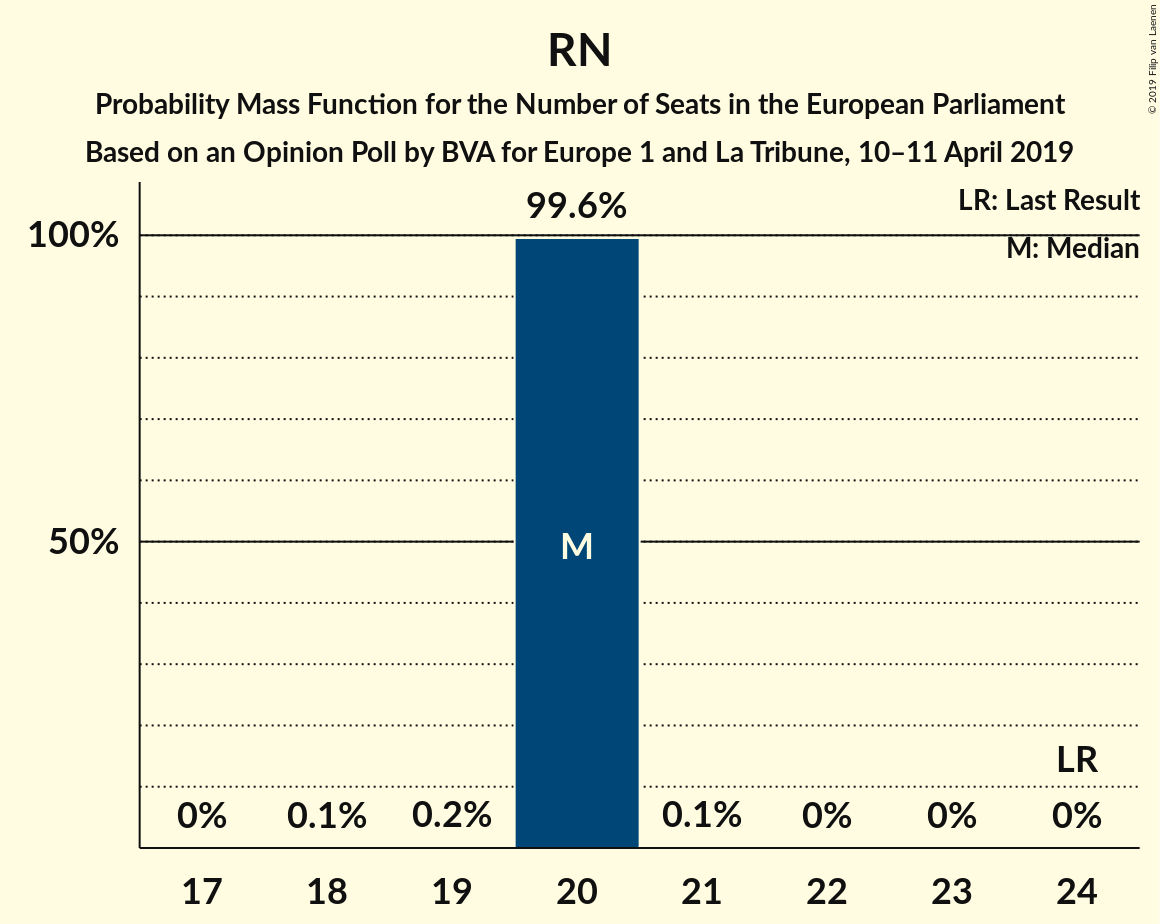 RN
Probability Mass Function for the Number of Seats in the European Parliament
Based on an Opinion Poll by BVA for Europe 1 and La Tribune, 10–11 April 2019
© 2019 Filip van Laenen
LR: Last Result
M: Median
100%
50%
99.6%
M
LR
0% 0.1% 0.2% 0.1% 0% 0% 0%
17 18 19 20 21 22 23 24